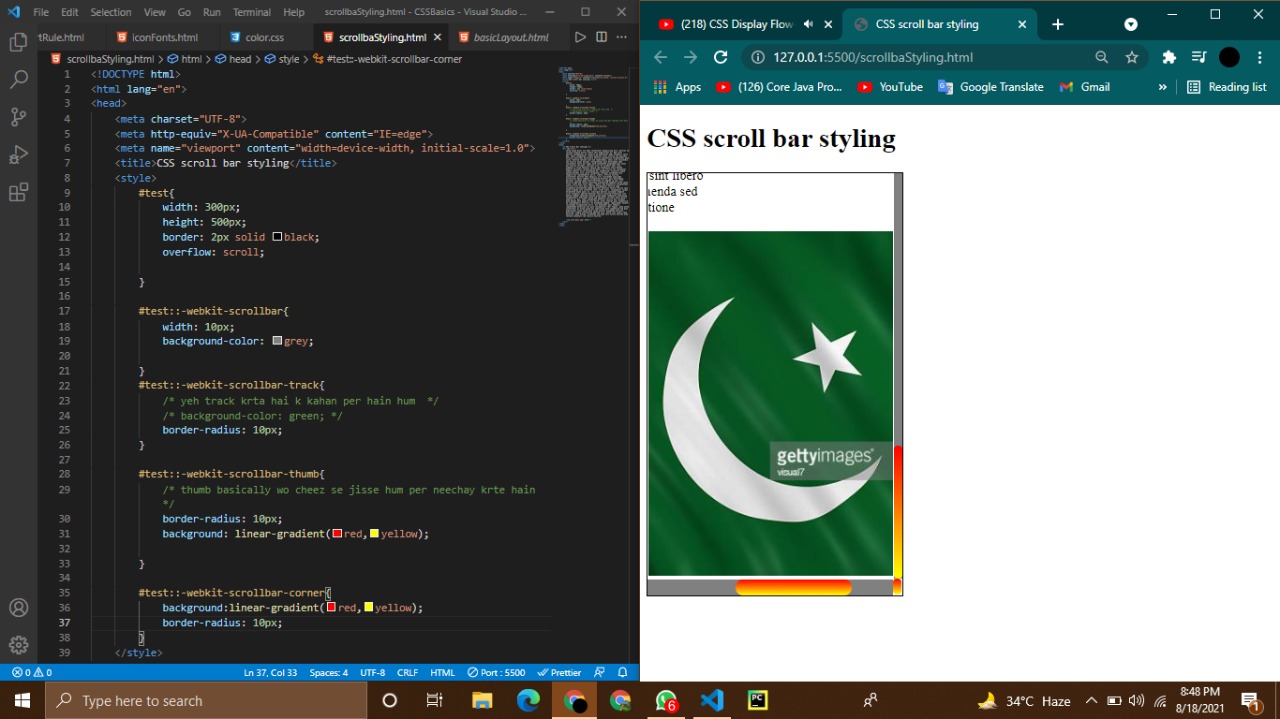 File Edit Selection View Go Run Terminal Help scrollbaStyling.html - CSSBasics - Visual Studio ...
rtRule.html iconFonts.html color.css scrollbaStyling.html basicLayout.html
scrollbaStyling.html > html > head > style > #test::-webkit-scrollbar-corner
1 <!DOCTYPE html>
2 <html lang="en">
3 <head>
4 <meta charset="UTF-8">
5 <meta http-equiv="X-UA-Compatible" content="IE=edge">
6 <meta name="viewport" content="width=device-width, initial-scale=1.0">
7 <title>CSS scroll bar styling</title>
8 <style>
9 #test{
10 width: 300px;
11 height: 500px;
12 border: 2px solid black;
13 overflow: scroll;
14
15 }
16
17 #test::-webkit-scrollbar{
18 width: 10px;
19 background-color: grey;
20
21 }
22 #test::-webkit-scrollbar-track{
23 /* yeh track krta hai k kahan per hain hum */
24 /* background-color: green; */
25 border-radius: 10px;
26 }
27
28 #test::-webkit-scrollbar-thumb{
29 /* thumb basically wo cheez se jisse hum per neechay krte hain
*/
30 border-radius: 10px;
31 background: linear-gradient(red,yellow);
32
33 }
34
35 #test::-webkit-scrollbar-corner{
36 background:linear-gradient(red,yellow);
37 border-radius: 10px;
38 }
39 </style>
0 0 Ln 37, Col 33 Spaces: 4 UTF-8 CRLF HTML Port : 5500 Prettier
(218) CSS Display Flow CSS scroll bar styling
127.0.0.1:5500/scrollbaStyling.html
Apps (126) Core Java Pro... YouTube Google Translate Gmail » Reading list
CSS scroll bar styling
sint libero
enda sed
tione
gettyimages
visual7
Type here to search
6
PC
34°C Haze
8:48 PM
8/18/2021
1